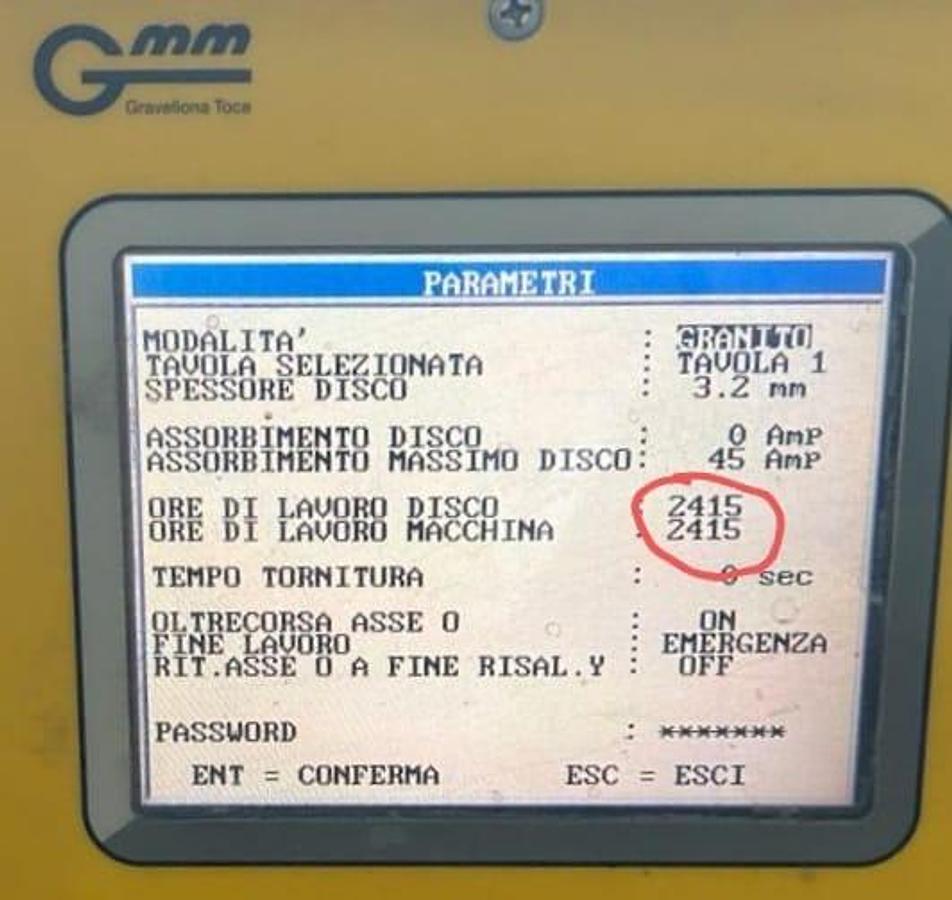 Gmm
Gravellona Toce
PARAMETRI
MODALITA' : GRANITO
TAVOLA SELEZIONATA : TAVOLA 1
SPESSORE DISCO : 3.2 mm
ASSORBIMENTO DISCO : 0 Amp
ASSORBIMENTO MASSIMO DISCO: 45 Amp
ORE DI LAVORO DISCO : 2415
ORE DI LAVORO MACCHINA : 2415
TEMPO TORNITURA : 0 sec
OLTRECORSA ASSE O : ON
FINE LAVORO : EMERGENZA
RIT.ASSE O A FINE RISAL.Y : OFF
PASSWORD : *******
ENT = CONFERMA ESC = ESCI